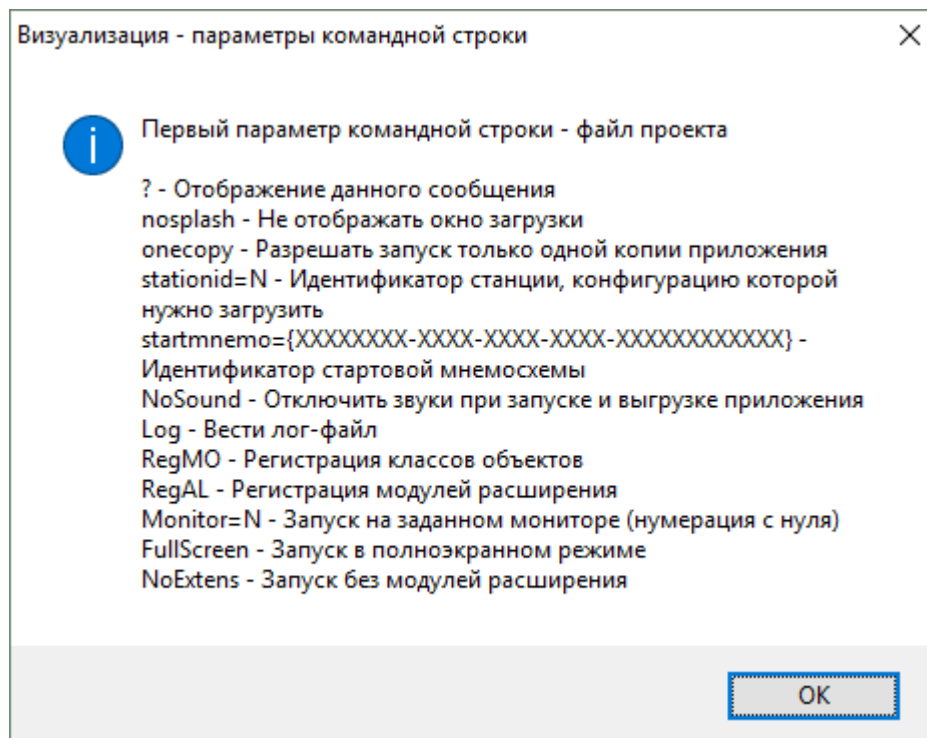 Визуализация - параметры командной строки
Первый параметр командной строки - файл проекта
? - Отображение данного сообщения
nosplash - Не отображать окно загрузки
onecopy - Разрешать запуск только одной копии приложения
stationid=N - Идентификатор станции, конфигурацию которой
нужно загрузить
startmnemo={XXXXXXXX-XXXX-XXXX-XXXX-XXXXXXXXXXXX} -
Идентификатор стартовой мнемосхемы
NoSound - Отключить звуки при запуске и выгрузке приложения
Log - Вести лог-файл
RegMO - Регистрация классов объектов
RegAL - Регистрация модулей расширения
Monitor=N - Запуск на заданном мониторе (нумерация с нуля)
FullScreen - Запуск в полноэкранном режиме
NoExtens - Запуск без модулей расширения
OK